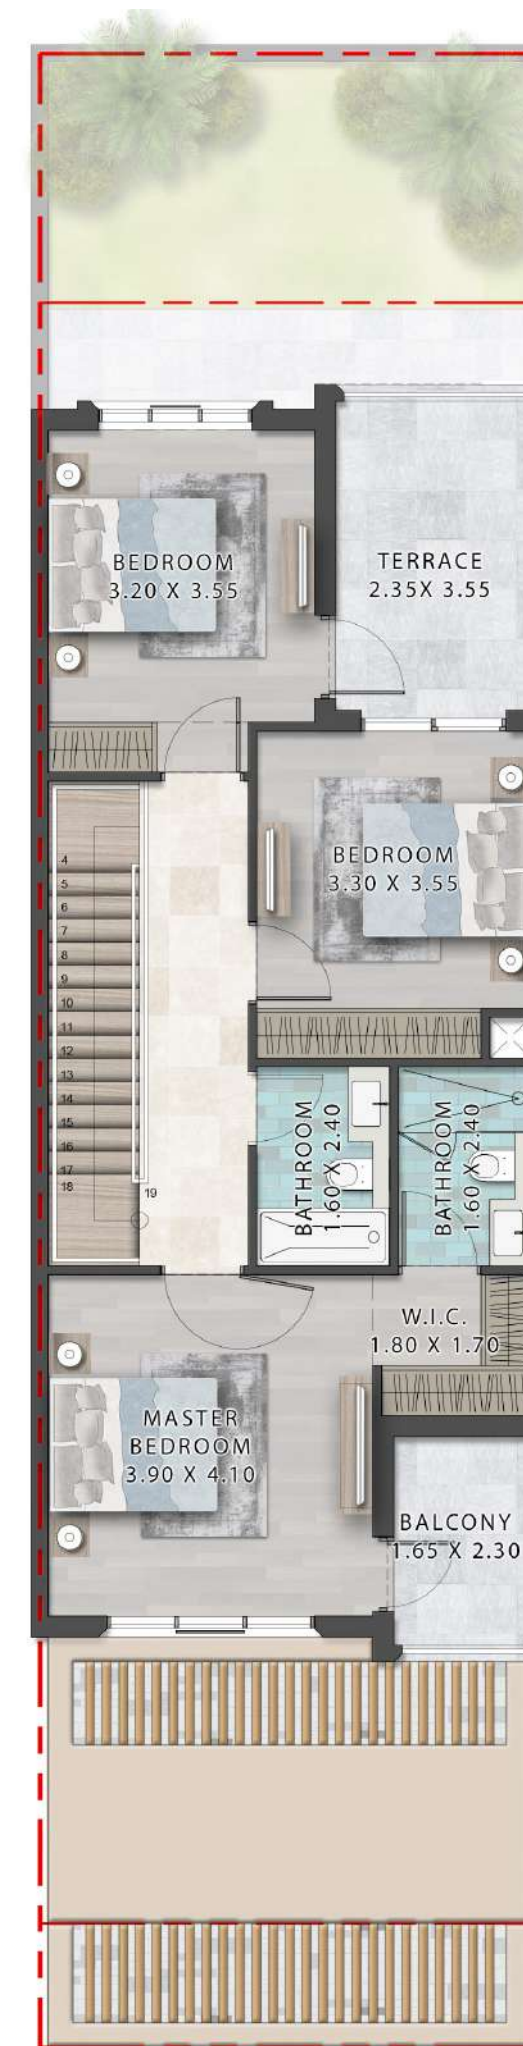 BEDROOM
3.20 X 3.55
TERRACE
2.35X 3.55
BEDROOM
3.30 X 3.55
4
5
6
7
8
9
10
11
12
13
14
15
16
17
18
19
BATHROOM
1.60 X 2.40
BATHROOM
1.60 X 2.40
W.I.C.
1.80 X 1.70
MASTER
BEDROOM
3.90 X 4.10
BALCONY
1.65 X 2.30